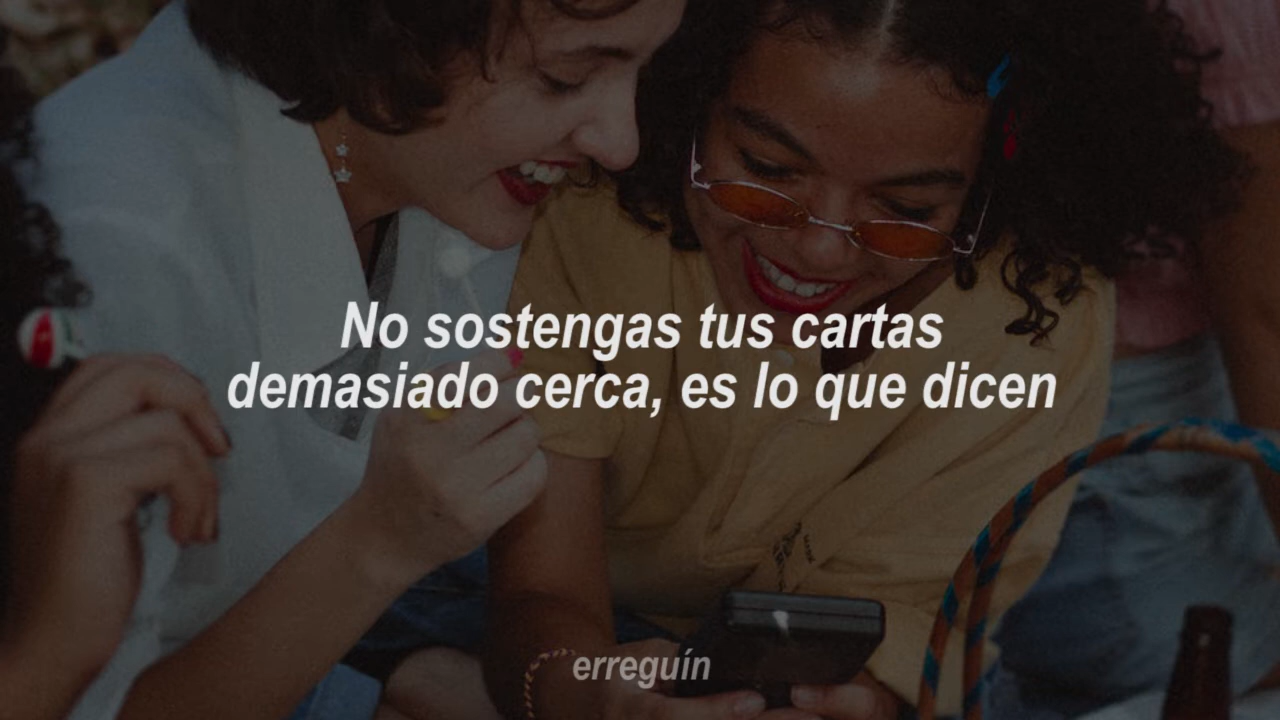 No sostengas tus cartas
demasiado cerca, es lo que dicen
erreguín